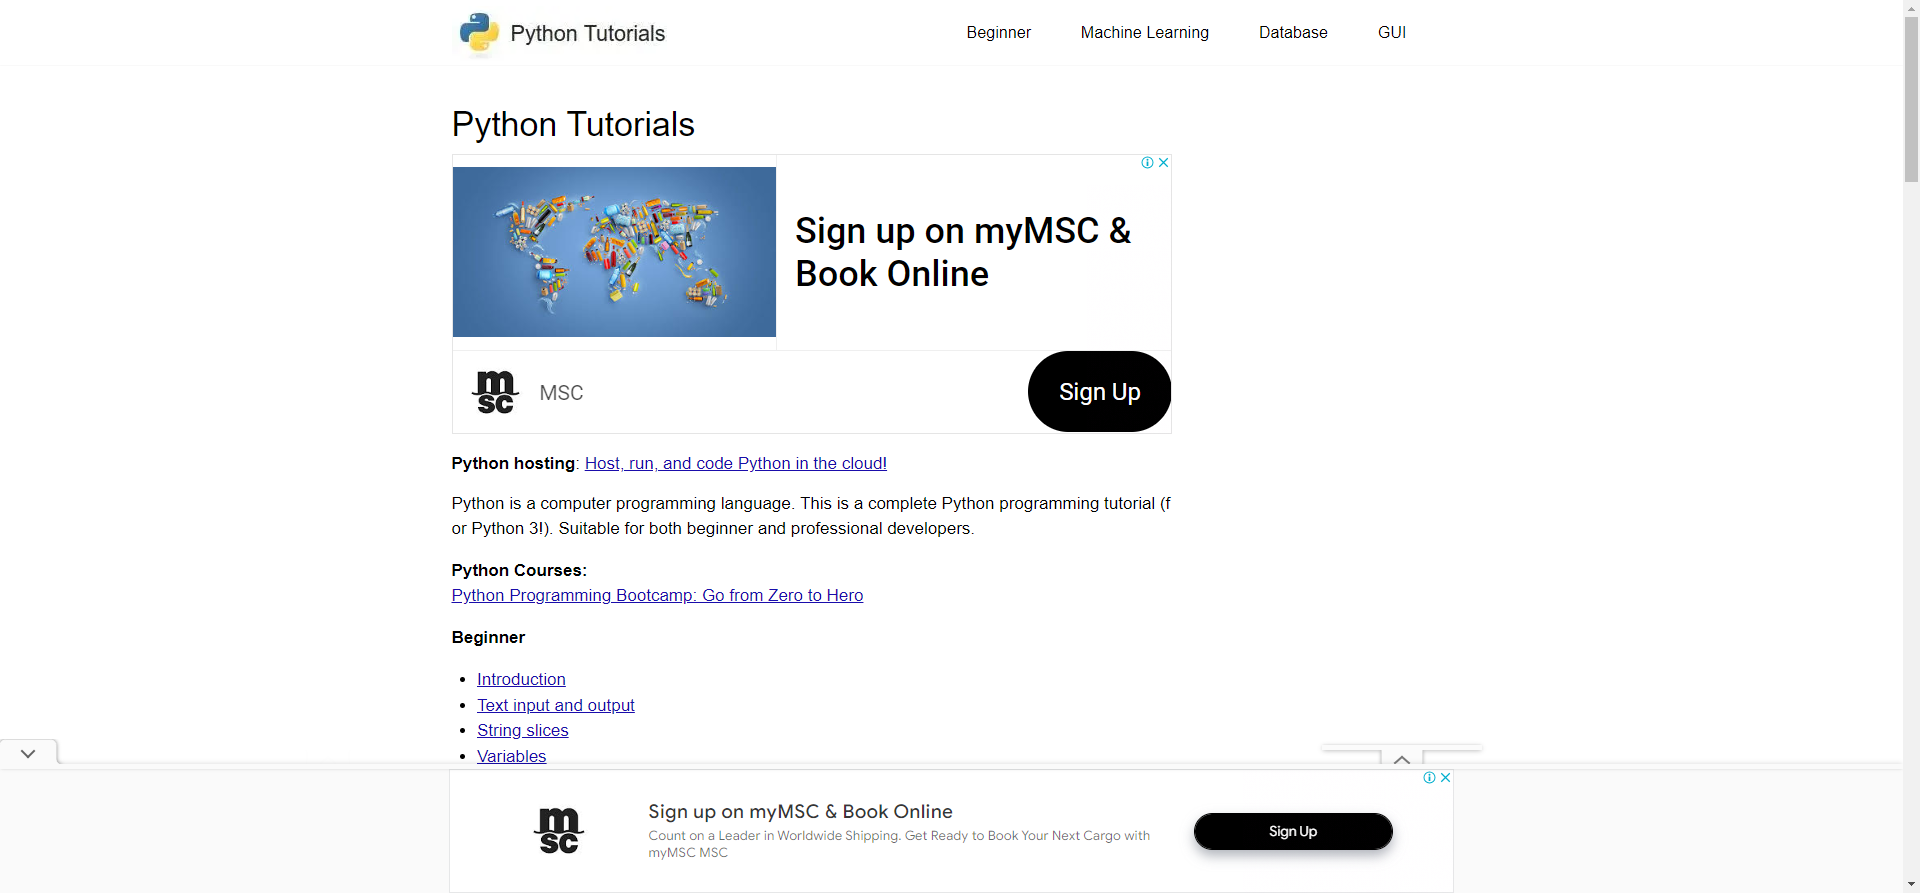 Python Tutorials
Beginner
Machine Learning
Database
GUI
Python Tutorials
Sign up on myMSC &
Book Online
msc
MSC
Sign Up
Python hosting: Host, run, and code Python in the cloud!
Python is a computer programming language. This is a complete Python programming tutorial (f
or Python 3!). Suitable for both beginner and professional developers.
Python Courses:
Python Programming Bootcamp: Go from Zero to Hero
Beginner
Introduction
Text input and output
String slices
Variables
msc
Sign up on myMSC & Book Online
Count on a Leader in Worldwide Shipping. Get Ready to Book Your Next Cargo with
myMSC MSC
Sign Up